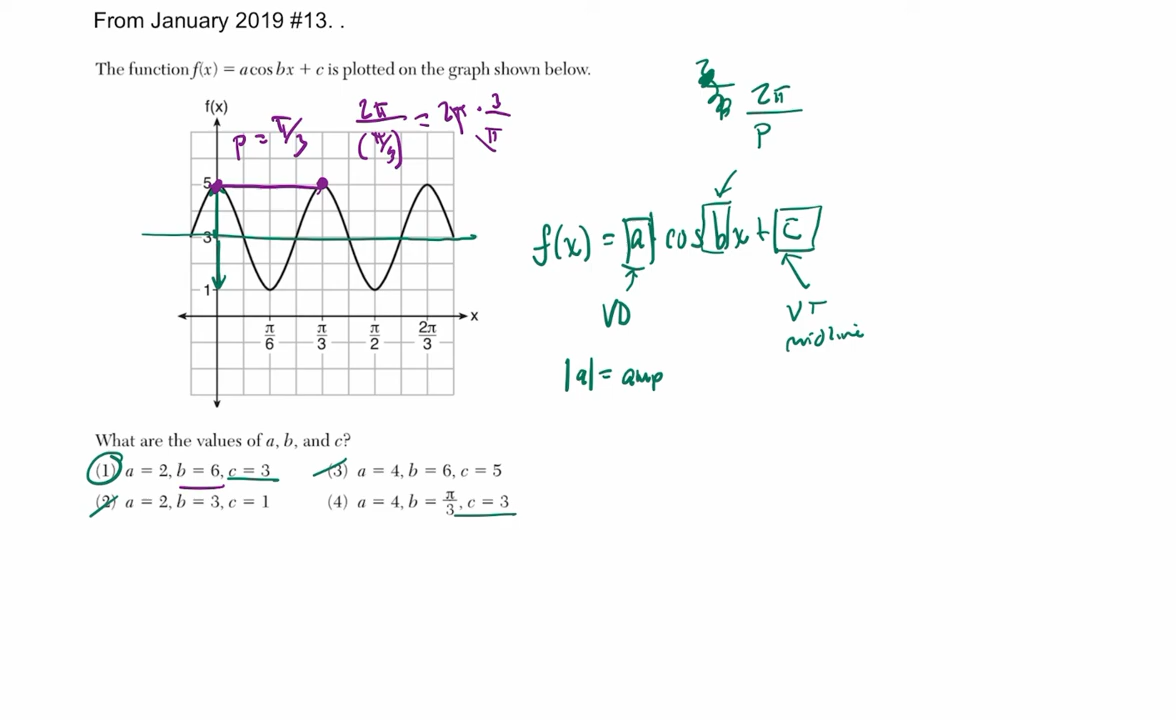 From January 2019 #13. .
The function f(x) = a cos bx + c is plotted on the graph shown below.
f(x)
p = π/3
2π/(π/3) = 2π · 3/π
2π/P
5
3
1
x
π/6 π/3 π/2 2π/3
f(x) = |a| cos b x + c
VD
VT
midline
|a| = amp
What are the values of a, b, and c?
(1) a = 2, b = 6, c = 3
(3) a = 4, b = 6, c = 5
(2) a = 2, b = 3, c = 1
(4) a = 4, b = π/3, c = 3